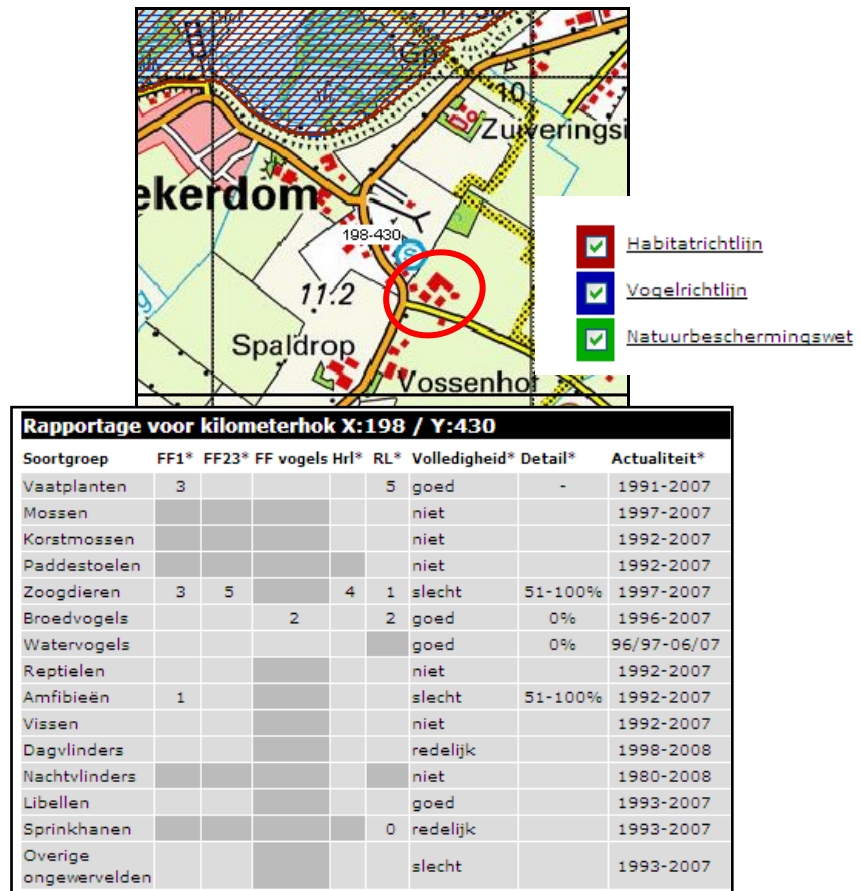 Gp
10
Zuiverings
ekerdom
198-430
S
11.2
Spaldrop
Vossenhof
Habitatrichtlijn
Vogelrichtlijn
Natuurbeschermingswet
Rapportage voor kilometerhok X:198 / Y:430
Soortgroep FF1* FF23* FF vogels Hrl* RL* Volledigheid* Detail* Actualiteit*
Vaatplanten 3 5 goed - 1991-2007
Mossen niet 1997-2007
Korstmossen niet 1992-2007
Paddestoelen niet 1992-2007
Zoogdieren 3 5 4 1 slecht 51-100% 1997-2007
Broedvogels 2 2 goed 0% 1996-2007
Watervogels goed 0% 96/97-06/07
Reptielen niet 1992-2007
Amfibieën 1 slecht 51-100% 1992-2007
Vissen niet 1992-2007
Dagvlinders redelijk 1998-2008
Nachtvlinders niet 1980-2008
Libellen goed 1993-2007
Sprinkhanen 0 redelijk 1993-2007
Overige
ongewervelden slecht 1993-2007